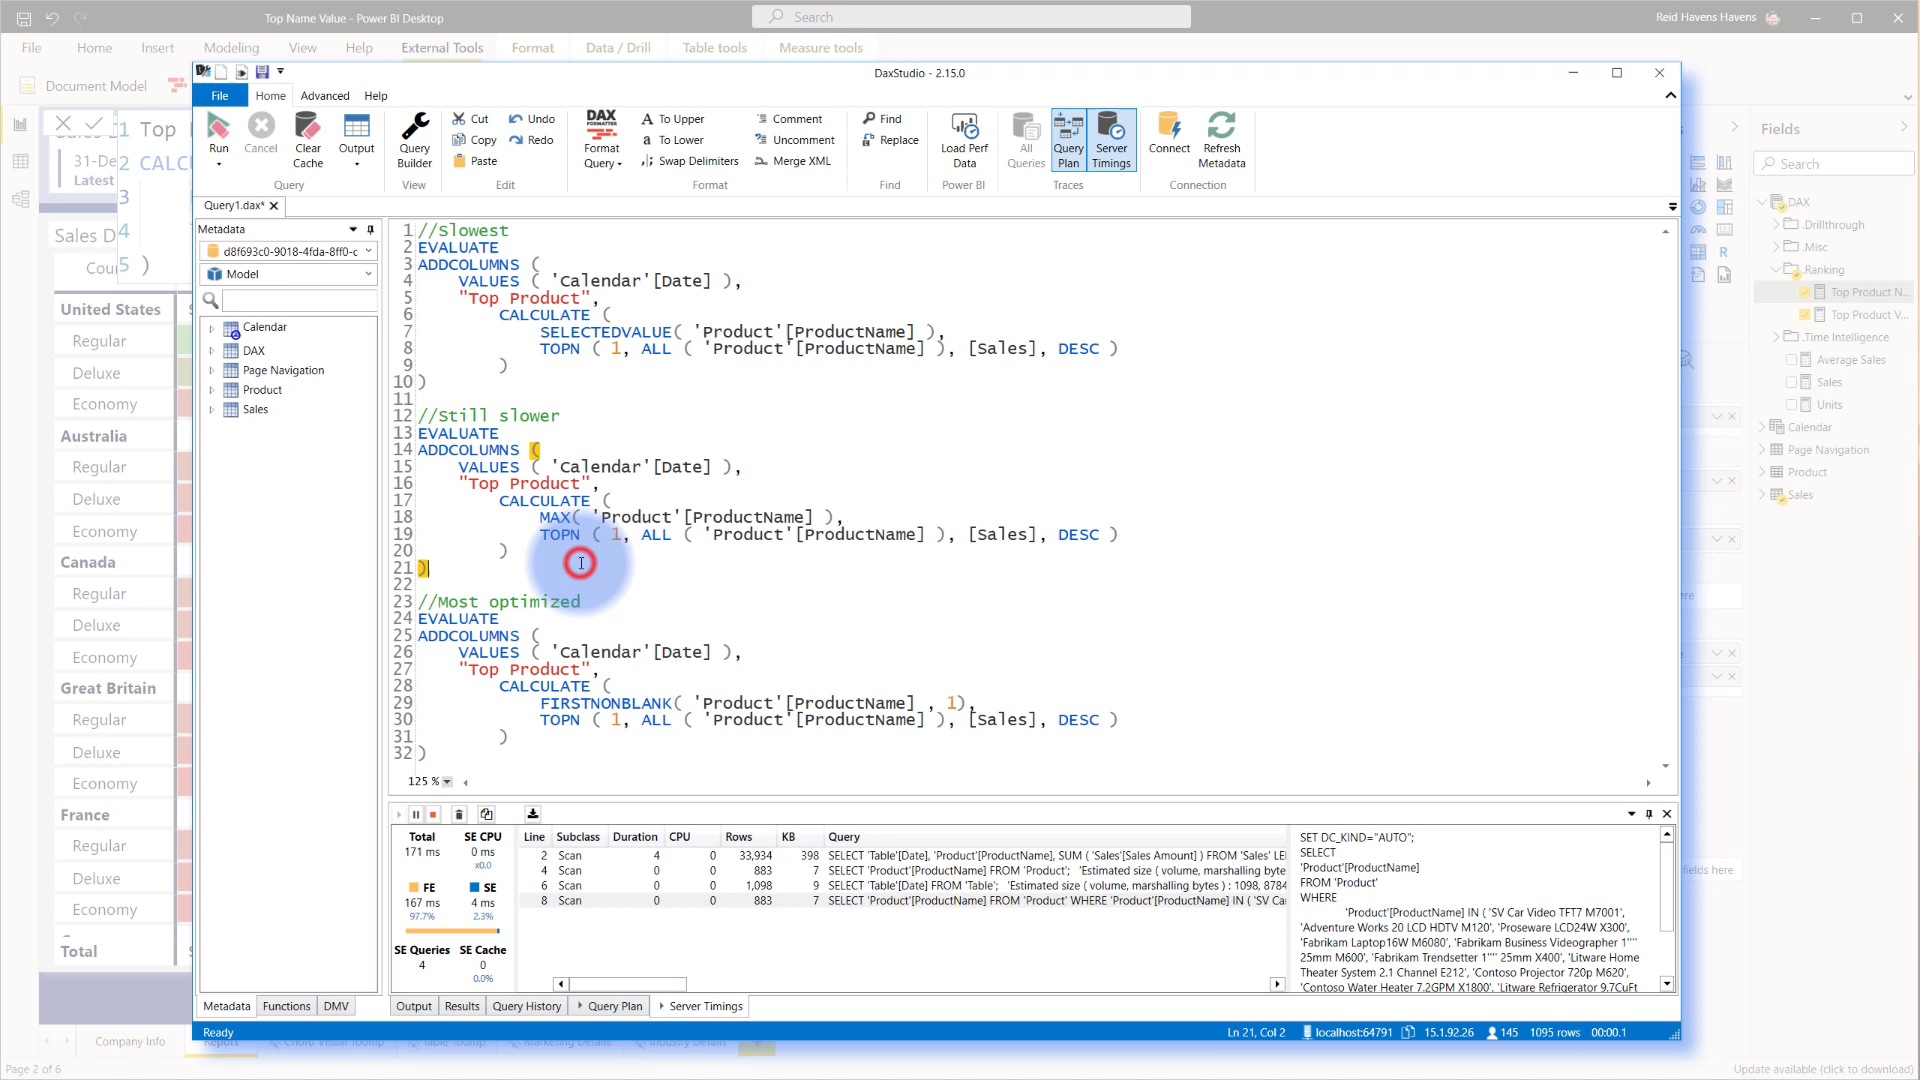 Top Name Value - Power BI Desktop
Search
Reid Havens Havens
File Home Insert Modeling View Help External Tools Format Data / Drill Table tools Measure tools
Document Model
DaxStudio - 2.15.0
File Home Advanced Help
Run
Cancel
Clear Cache
Output
Query
Query Builder
View
Cut
Copy
Paste
Undo
Redo
Edit
DAX FORMATTER
Format Query
To Upper
To Lower
Swap Delimiters
Comment
Uncomment
Merge XML
Format
Find
Replace
Find
Load Perf Data
Power BI
All Queries
Query Plan
Server Timings
Traces
Connect
Refresh Metadata
Connection
1 Top
2 CALC
3
4
5 )
31-De
Latest
Sales D
Cour
United States
Regular
Deluxe
Economy
Australia
Regular
Deluxe
Economy
Canada
Regular
Deluxe
Economy
Great Britain
Regular
Deluxe
Economy
France
Regular
Deluxe
Economy
Total
Query1.dax*
Metadata
d8f693c0-9018-4fda-8ff0-c
Model
Calendar
DAX
Page Navigation
Product
Sales
1 //Slowest
2 EVALUATE
3 ADDCOLUMNS (
4 VALUES ( 'Calendar'[Date] ),
5 "Top Product",
6 CALCULATE (
7 SELECTEDVALUE( 'Product'[ProductName] ),
8 TOPN ( 1, ALL ( 'Product'[ProductName] ), [Sales], DESC )
9 )
10 )
11
12 //Still slower
13 EVALUATE
14 ADDCOLUMNS (
15 VALUES ( 'Calendar'[Date] ),
16 "Top Product",
17 CALCULATE (
18 MAX( 'Product'[ProductName] ),
19 TOPN ( 1, ALL ( 'Product'[ProductName] ), [Sales], DESC )
20 )
21 )
22
23 //Most optimized
24 EVALUATE
25 ADDCOLUMNS (
26 VALUES ( 'Calendar'[Date] ),
27 "Top Product",
28 CALCULATE (
29 FIRSTNONBLANK( 'Product'[ProductName] , 1),
30 TOPN ( 1, ALL ( 'Product'[ProductName] ), [Sales], DESC )
31 )
32 )
125 %
Total SE CPU
171 ms 0 ms
x0.0
FE SE
167 ms 4 ms
97.7% 2.3%
SE Queries SE Cache
4 0
0.0%
Line Subclass Duration CPU Rows KB Query
2 Scan 4 0 33,934 398 SELECT 'Table'[Date], 'Product'[ProductName], SUM ( 'Sales'[Sales Amount] ) FROM 'Sales' LE
4 Scan 0 0 883 7 SELECT 'Product'[ProductName] FROM 'Product'; 'Estimated size ( volume, marshalling byte
6 Scan 0 0 1,098 9 SELECT 'Table'[Date] FROM 'Table'; 'Estimated size ( volume, marshalling bytes ) : 1098, 8784
8 Scan 0 0 883 7 SELECT 'Product'[ProductName] FROM 'Product' WHERE 'Product'[ProductName] IN ( 'SV Ca
SET DC_KIND="AUTO";
SELECT
'Product'[ProductName]
FROM 'Product'
WHERE
'Product'[ProductName] IN ( 'SV Car Video TFT7 M7001',
'Adventure Works 20 LCD HDTV M120', 'Proseware LCD24W X300',
'Fabrikam Laptop16W M6080', 'Fabrikam Business Videographer 1""
25mm M600', 'Fabrikam Trendsetter 1"" 25mm X400', 'Litware Home
Theater System 2.1 Channel E212', 'Contoso Projector 720p M620',
'Contoso Water Heater 7.2GPM X1800', 'Litware Refrigerator 9.7CuFt
Metadata Functions DMV
Output Results Query History Query Plan Server Timings
Ready
Ln 21, Col 2 localhost:64791 15.1.92.26 145 1095 rows 00:00.1
Fields
Search
DAX
.Drillthrough
.Misc
.Ranking
Top Product N...
Top Product V...
.Time Intelligence
Average Sales
Sales
Units
Calendar
Page Navigation
Product
Sales
ere
fields here
Company Info Report Chord Visual Tooltip Table Tooltip Marketing Details Industry Details
Page 2 of 6
Update available (click to download)